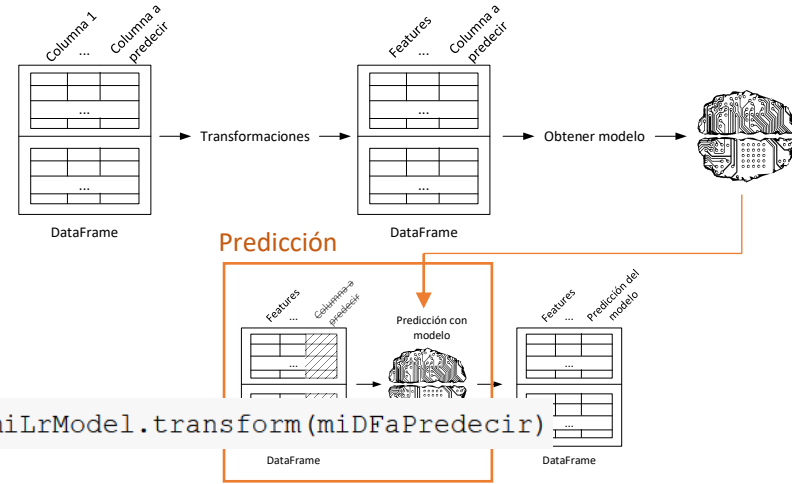 Columna 1
...
Columna a
predecir
Features
...
Columna a
predecir
...
...
Transformaciones
...
...
Obtener modelo
DataFrame
DataFrame
Predicción
Features
...
Columna a
predecir
Predicción con
modelo
Features
...
Predicción del
modelo
...
...
miLrModel.transform(miDFaPredecir)
...
DataFrame
DataFrame